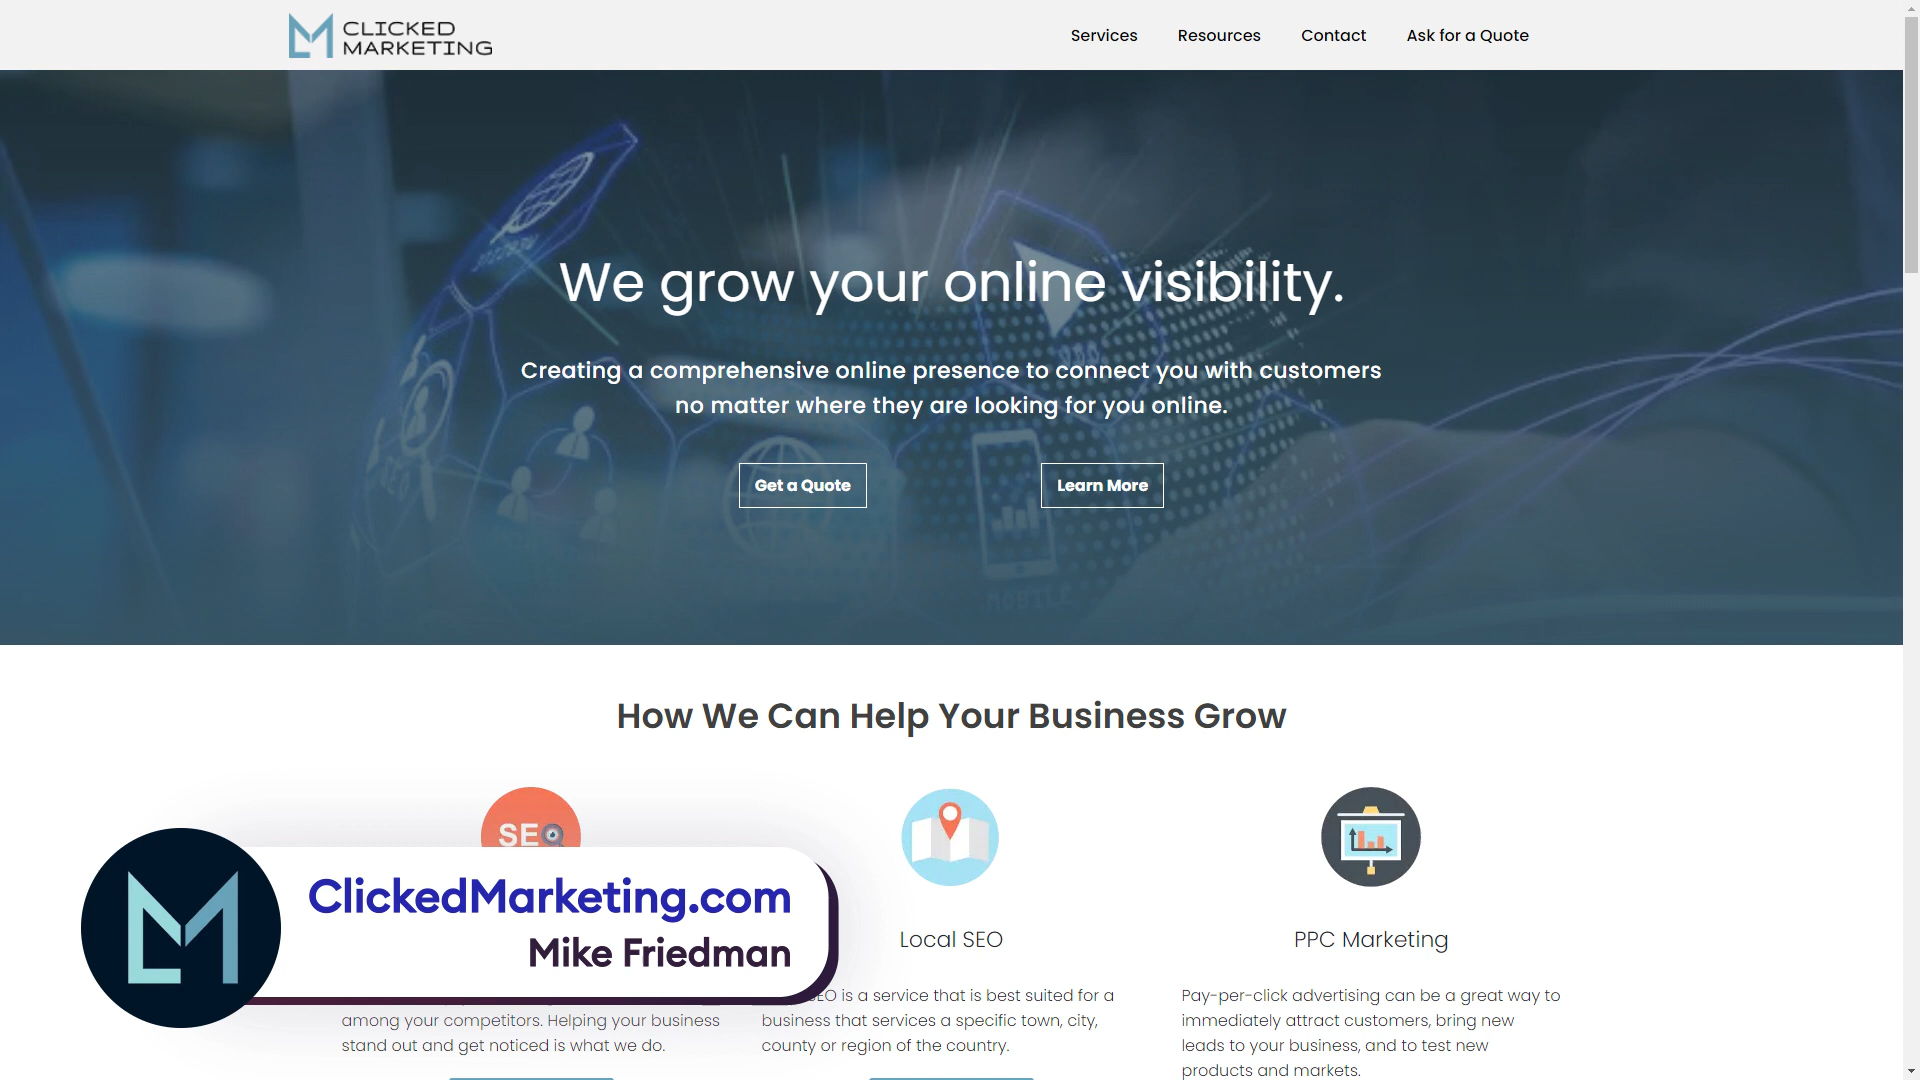 CLICKED
MARKETING
Services
Resources
Contact
Ask for a Quote
We grow your online visibility.
Creating a comprehensive online presence to connect you with customers
no matter where they are looking for you online.
Get a Quote
Learn More
MOBILE
How We Can Help Your Business Grow
SEO
ClickedMarketing.com
Mike Friedman
among your competitors. Helping your business
stand out and get noticed is what we do.
Local SEO
SEO is a service that is best suited for a
business that services a specific town, city,
county or region of the country.
PPC Marketing
Pay-per-click advertising can be a great way to
immediately attract customers, bring new
leads to your business, and to test new
products and markets.